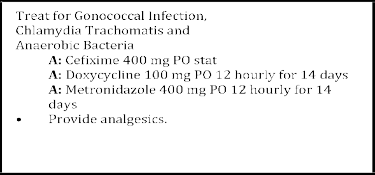 Treat for Gonococcal Infection,
Chlamydia Trachomatis and
Anaerobic Bacteria
A: Cefixime 400 mg PO stat
A: Doxycycline 100 mg PO 12 hourly for 14 days
A: Metronidazole 400 mg PO 12 hourly for 14
days
• Provide analgesics.